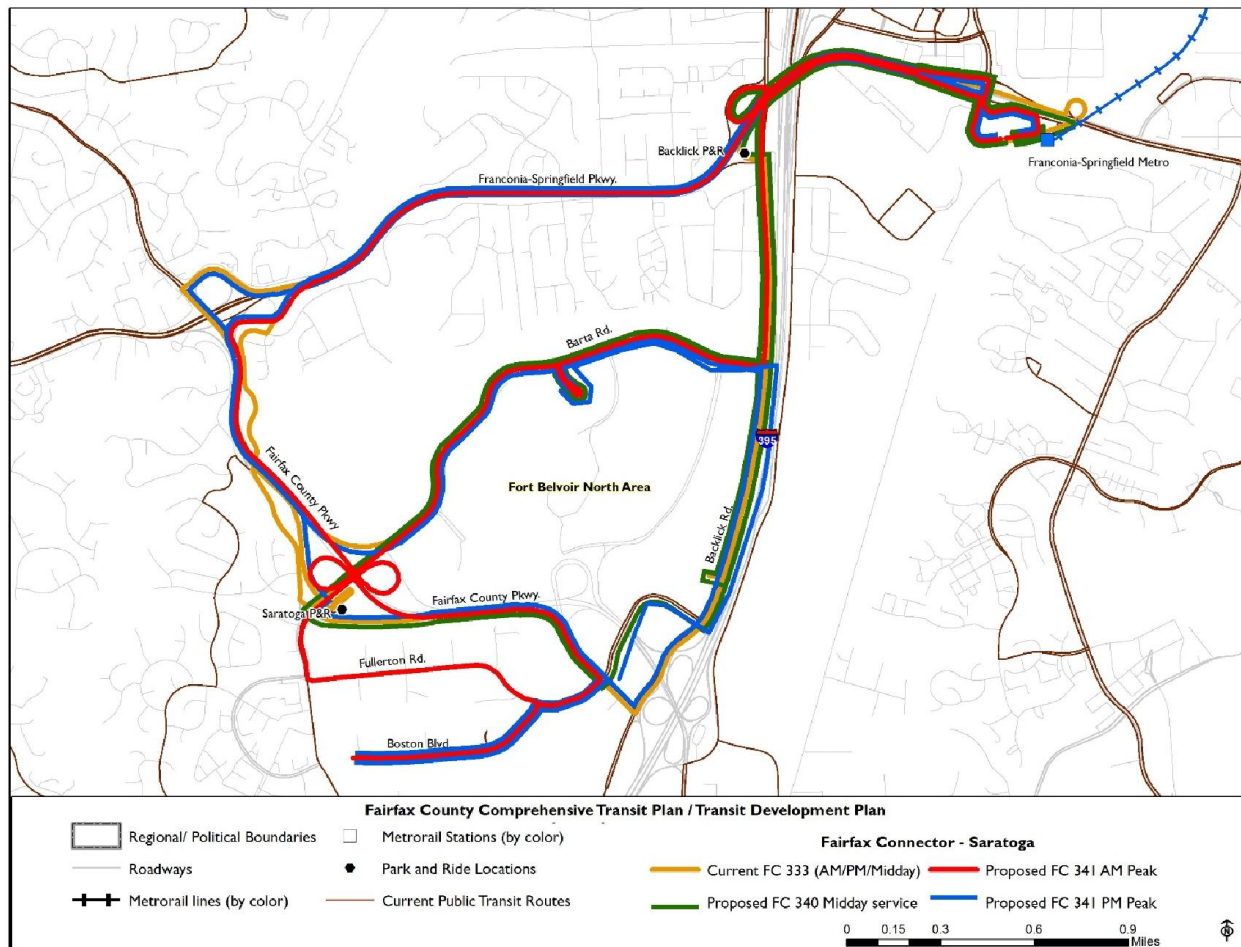 Backlick P&R
Franconia-Springfield Metro
Franconia-Springfield Pkwy.
Barta Rd.
395
Fairfax County Pkwy
Fort Belvoir North Area
Backlick Rd.
Fairfax County Pkwy.
Saratoga P&R
Fullerton Rd.
Boston Blvd
Fairfax County Comprehensive Transit Plan / Transit Development Plan
Regional/ Political Boundaries
Metrorail Stations (by color)
Fairfax Connector - Saratoga
Roadways
Park and Ride Locations
Current FC 333 (AM/PM/Midday)
Proposed FC 341 AM Peak
Metrorail lines (by color)
Current Public Transit Routes
Proposed FC 340 Midday service
Proposed FC 341 PM Peak
0 0.15 0.3 0.6 0.9
Miles
N